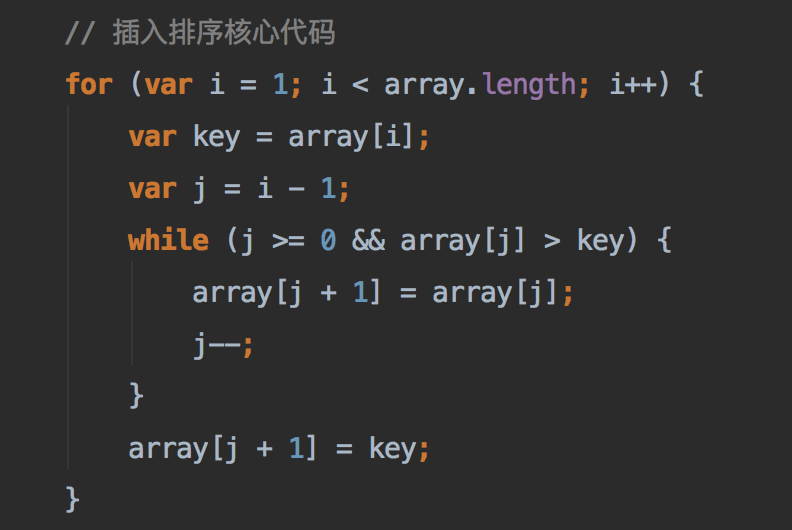 // 插入排序核心代码
for (var i = 1; i < array.length; i++) {
    var key = array[i];
    var j = i - 1;
    while (j >= 0 && array[j] > key) {
        array[j + 1] = array[j];
        j--;
    }
    array[j + 1] = key;
}